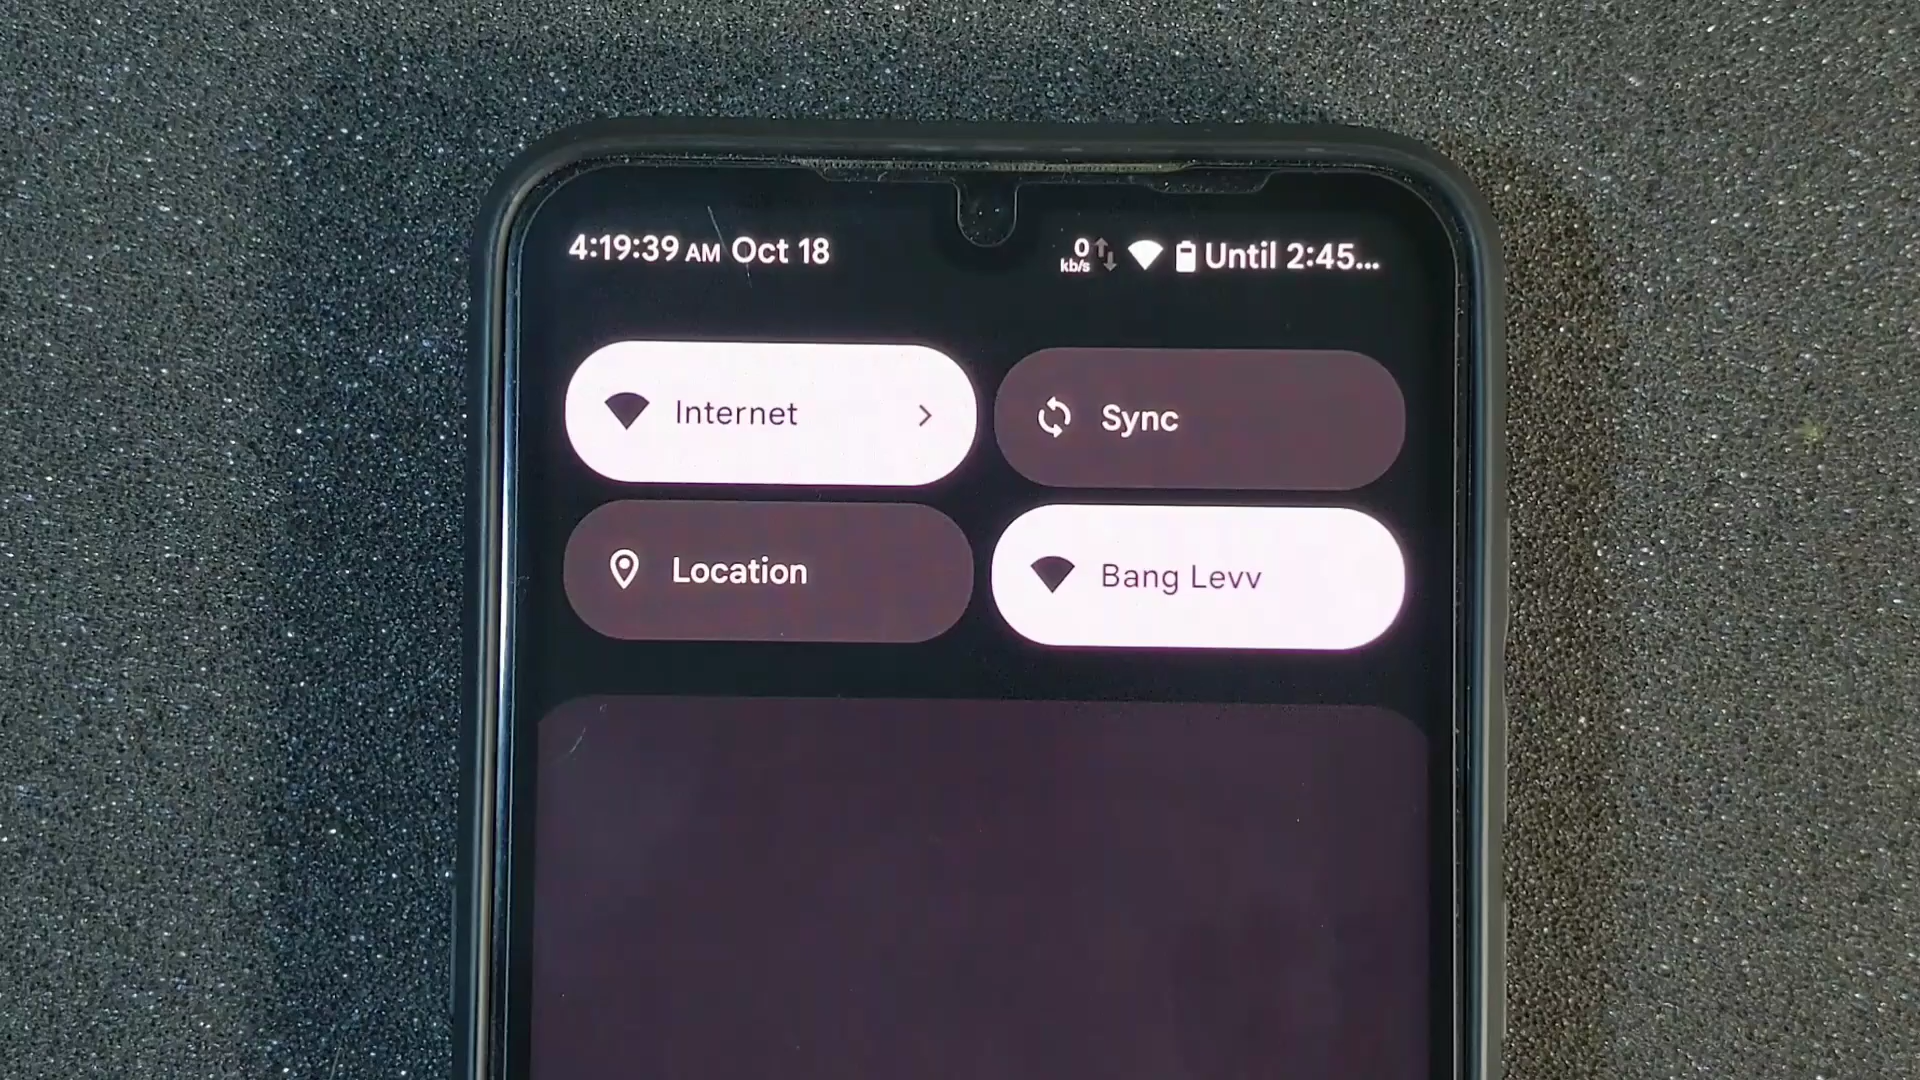 4:19:39 AM Oct 18
0 kb/s Until 2:45...
Internet
Sync
Location
Bang Levv